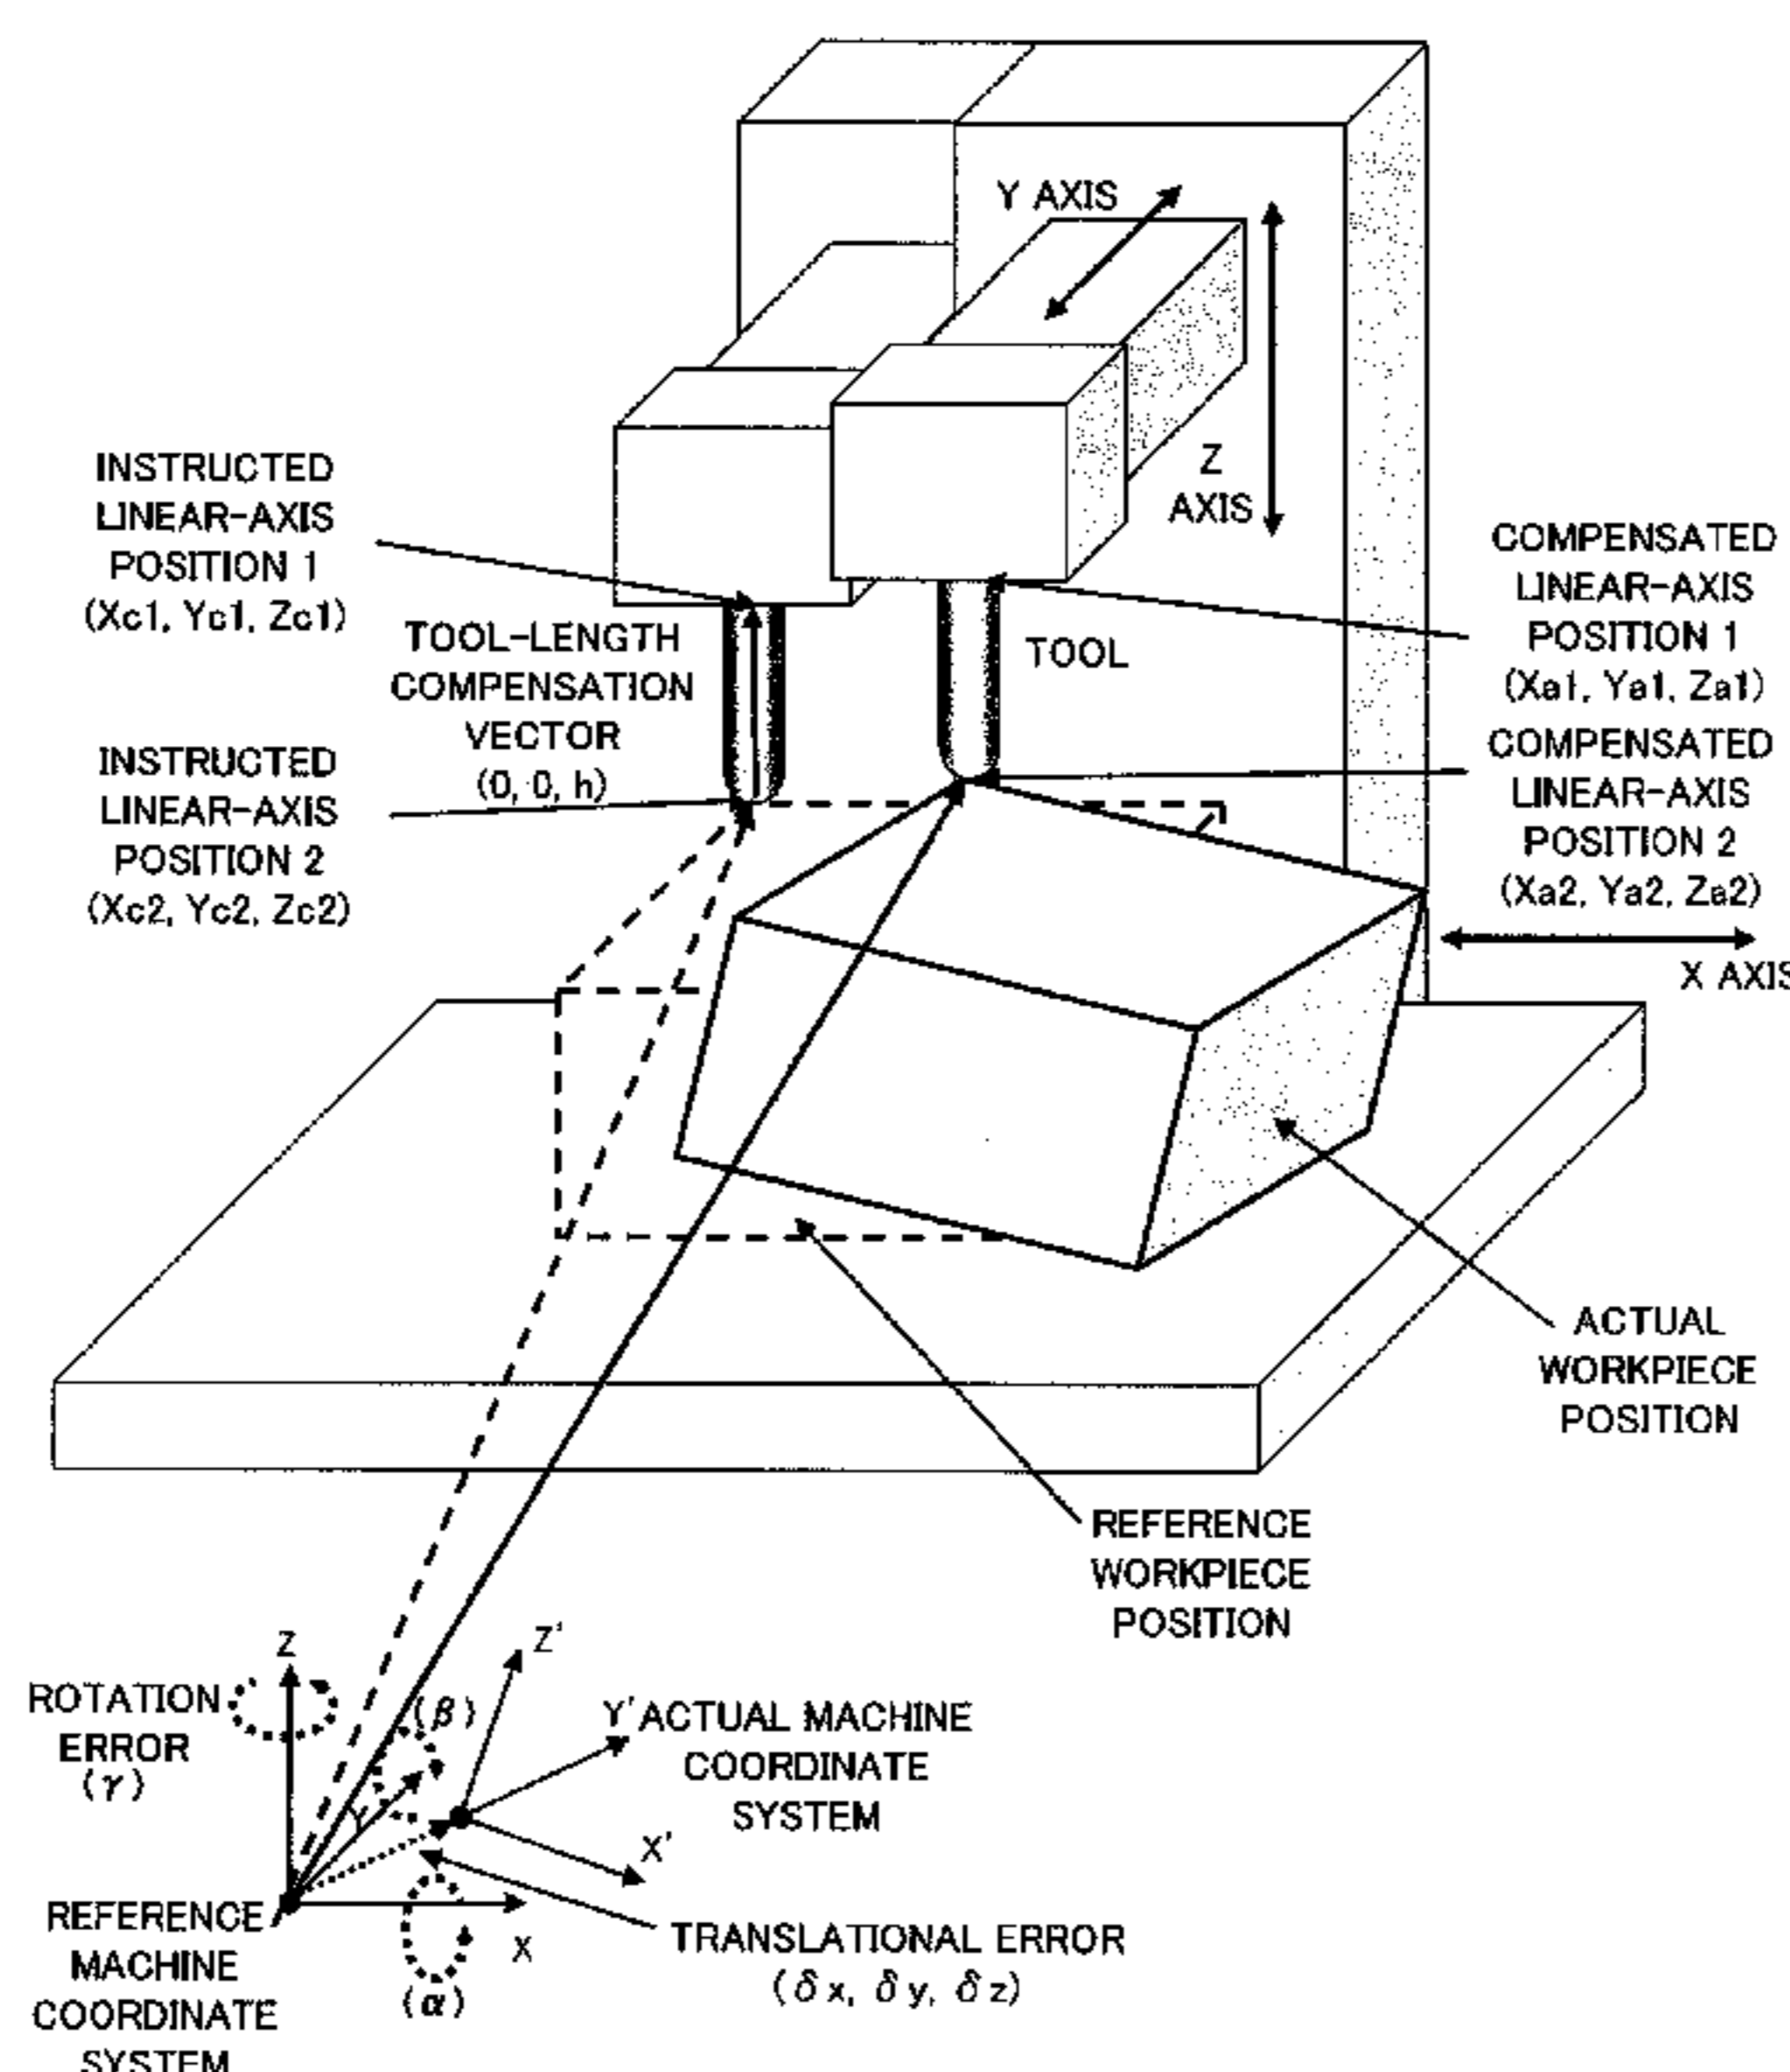 Y AXIS
Z
AXIS
INSTRUCTED
LINEAR-AXIS
POSITION 1
(Xc1, Yc1, Zc1)
TOOL-LENGTH
COMPENSATION
VECTOR
(0, 0, h)
TOOL
COMPENSATED
LINEAR-AXIS
POSITION 1
(Xa1, Ya1, Za1)
INSTRUCTED
LINEAR-AXIS
POSITION 2
(Xc2, Yc2, Zc2)
COMPENSATED
LINEAR-AXIS
POSITION 2
(Xa2, Ya2, Za2)
X AXIS
ACTUAL
WORKPIECE
POSITION
REFERENCE
WORKPIECE
POSITION
Z
Z'
ROTATION
ERROR
(γ)
(β)
Y
Y'
ACTUAL MACHINE
COORDINATE
SYSTEM
X'
X
(α)
TRANSLATIONAL ERROR
(δx, δy, δz)
REFERENCE
MACHINE
COORDINATE
SYSTEM